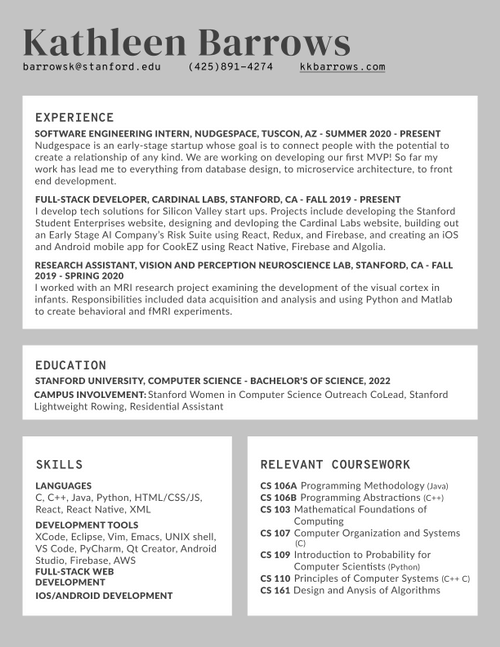 Kathleen Barrows
barrowsk@stanford.edu (425)891-4274 kkbarrows.com
EXPERIENCE
SOFTWARE ENGINEERING INTERN, NUDGESPACE, TUSCON, AZ - SUMMER 2020 - PRESENT
Nudgespace is an early-stage startup whose goal is to connect people with the potential to
create a relationship of any kind. We are working on developing our first MVP! So far my
work has lead me to everything from database design, to microservice architecture, to front
end development.
FULL-STACK DEVELOPER, CARDINAL LABS, STANFORD, CA - FALL 2019 - PRESENT
I develop tech solutions for Silicon Valley start ups. Projects include developing the Stanford
Student Enterprises website, designing and devloping the Cardinal Labs website, building out
an Early Stage AI Company's Risk Suite using React, Redux, and Firebase, and creating an iOS
and Android mobile app for CookEZ using React Native, Firebase and Algolia.
RESEARCH ASSISTANT, VISION AND PERCEPTION NEUROSCIENCE LAB, STANFORD, CA - FALL
2019 - SPRING 2020
I worked with an MRI research project examining the development of the visual cortex in
infants. Responsibilities included data acquisition and analysis and using Python and Matlab
to create behavioral and fMRI experiments.
EDUCATION
STANFORD UNIVERSITY, COMPUTER SCIENCE - BACHELOR'S OF SCIENCE, 2022
CAMPUS INVOLVEMENT: Stanford Women in Computer Science Outreach CoLead, Stanford
Lightweight Rowing, Residential Assistant
SKILLS
LANGUAGES
C, C++, Java, Python, HTML/CSS/JS,
React, React Native, XML
DEVELOPMENT TOOLS
XCode, Eclipse, Vim, Emacs, UNIX shell,
VS Code, PyCharm, Qt Creator, Android
Studio, Firebase, AWS
FULL-STACK WEB
DEVELOPMENT
IOS/ANDROID DEVELOPMENT
RELEVANT COURSEWORK
CS 106A Programming Methodology (Java)
CS 106B Programming Abstractions (C++)
CS 103 Mathematical Foundations of
Computing
CS 107 Computer Organization and Systems
(C)
CS 109 Introduction to Probability for
Computer Scientists (Python)
CS 110 Principles of Computer Systems (C++ C)
CS 161 Design and Anysis of Algorithms